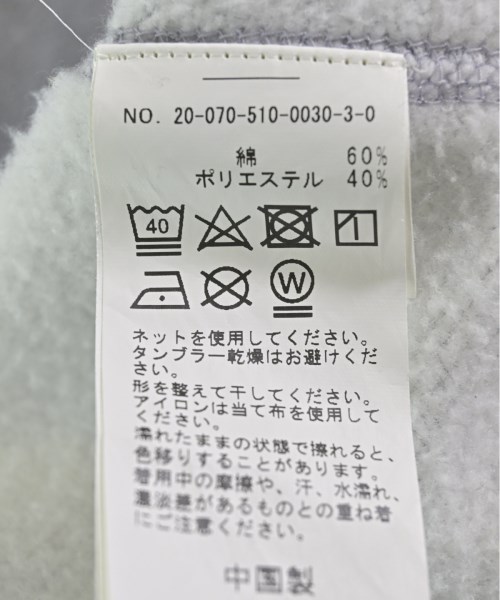 NO. 20-070-510-0030-3-0
綿 60%
ポリエステル 40%
40
W
ネットを使用してください。
タンブラー乾燥はお避けくだ
さい。
形を整えて干してください。
アイロンは当て布を使用して
ください。
濡れたままの状態で擦れると、
色移りすることがあります。
着用中の摩擦や、汗、水濡れ、
濃淡差があるものとの重ね着
にご注意ください。
中国製